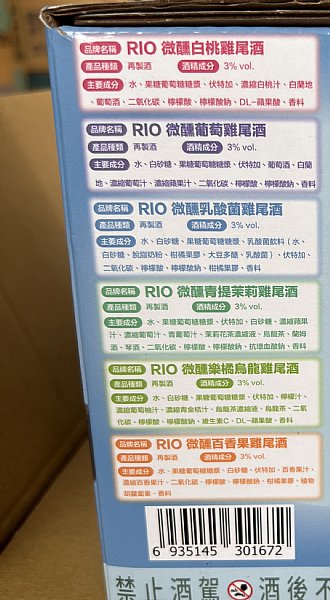 品牌名稱 RIO 微醺白桃雞尾酒
產品種類 再製酒 酒精成分 3% vol.
主要成分 水、果糖葡萄糖糖漿、伏特加、濃縮白桃汁、白蘭地
、葡萄酒、二氧化碳、檸檬酸、檸檬酸鈉、DL-蘋果酸、香料
品牌名稱 RIO 微醺葡萄雞尾酒
產品種類 再製酒 酒精成分 3% vol.
主要成分 水、白砂糖、果糖葡萄糖糖漿、伏特加、葡萄酒、白蘭
地、濃縮葡萄汁、濃縮蘋果汁、二氧化碳、檸檬酸、檸檬酸鈉、香料
品牌名稱 RIO 微醺乳酸菌雞尾酒
產品種類 再製酒 酒精成分 3% vol.
主要成分 水、白砂糖、果糖葡萄糖糖漿、乳酸菌飲料(水、
白砂糖、脫脂奶粉、柑橘果膠、大豆多醣、乳酸菌)、伏特加、
二氧化碳、檸檬酸、檸檬酸鈉、柑橘果膠、香料
品牌名稱 RIO 微醺青提茉莉雞尾酒
產品種類 再製酒 酒精成分 3% vol.
主要成分 水、果糖葡萄糖糖漿、伏特加、白砂糖、濃縮蘋果
汁、濃縮葡萄汁、青葡萄汁、茉莉花茶濃縮液、烏龍茶、蘭姆
酒、琴酒、二氧化碳、檸檬酸、檸檬酸鈉、抗壞血酸鈉、香料
品牌名稱 RIO 微醺樂橘烏龍雞尾酒
產品種類 再製酒 酒精成分 3% vol.
主要成分 水、白砂糖、果糖葡萄糖糖漿、伏特加、檸檬汁、
濃縮葡萄柚汁、濃縮青金桔汁、烏龍茶濃縮液、烏龍茶、二氧
化碳、檸檬酸、檸檬酸鈉、維生素C、DL-蘋果酸、香料
品牌名稱 RIO 微醺百香果雞尾酒
產品種類 再製酒 酒精成分 3% vol.
主要成分 水、果糖葡萄糖糖漿、白砂糖、伏特加、百香果汁、
濃縮百香果汁、二氧化碳、檸檬酸、檸檬酸鈉、柑橘果膠、植物
胡蘿蔔素、香料
6 935145 301672
禁止酒駕 酒後不